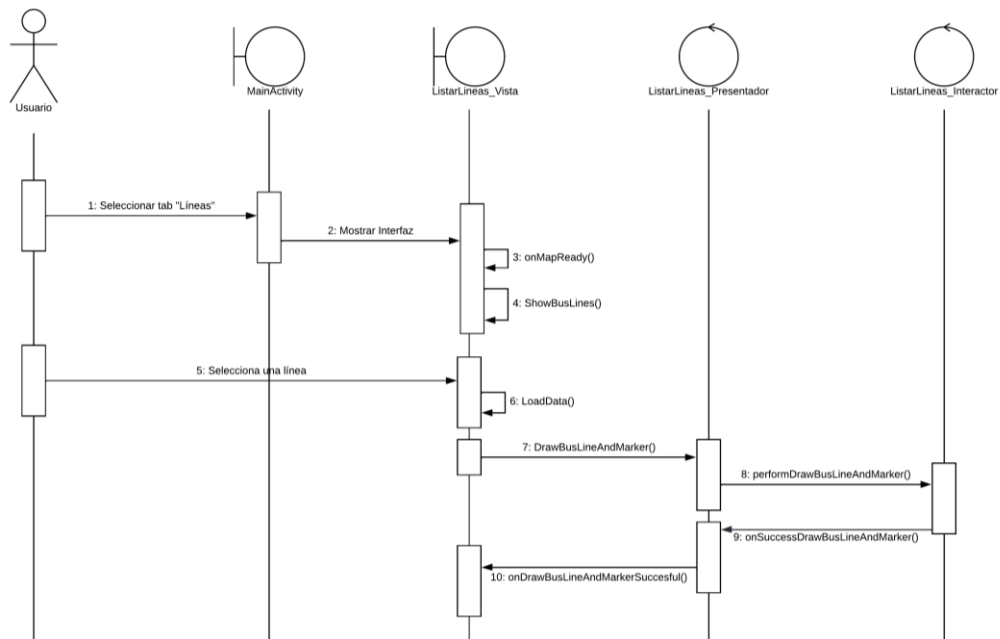 Usuario
MainActivity
ListarLineas_Vista
ListarLineas_Presentador
ListarLineas_Interactor
1: Seleccionar tab "Líneas"
2: Mostrar Interfaz
3: onMapReady()
4: ShowBusLines()
5: Selecciona una línea
6: LoadData()
7: DrawBusLineAndMarker()
8: performDrawBusLineAndMarker()
9: onSuccessDrawBusLineAndMarker()
10: onDrawBusLineAndMarkerSuccesful()